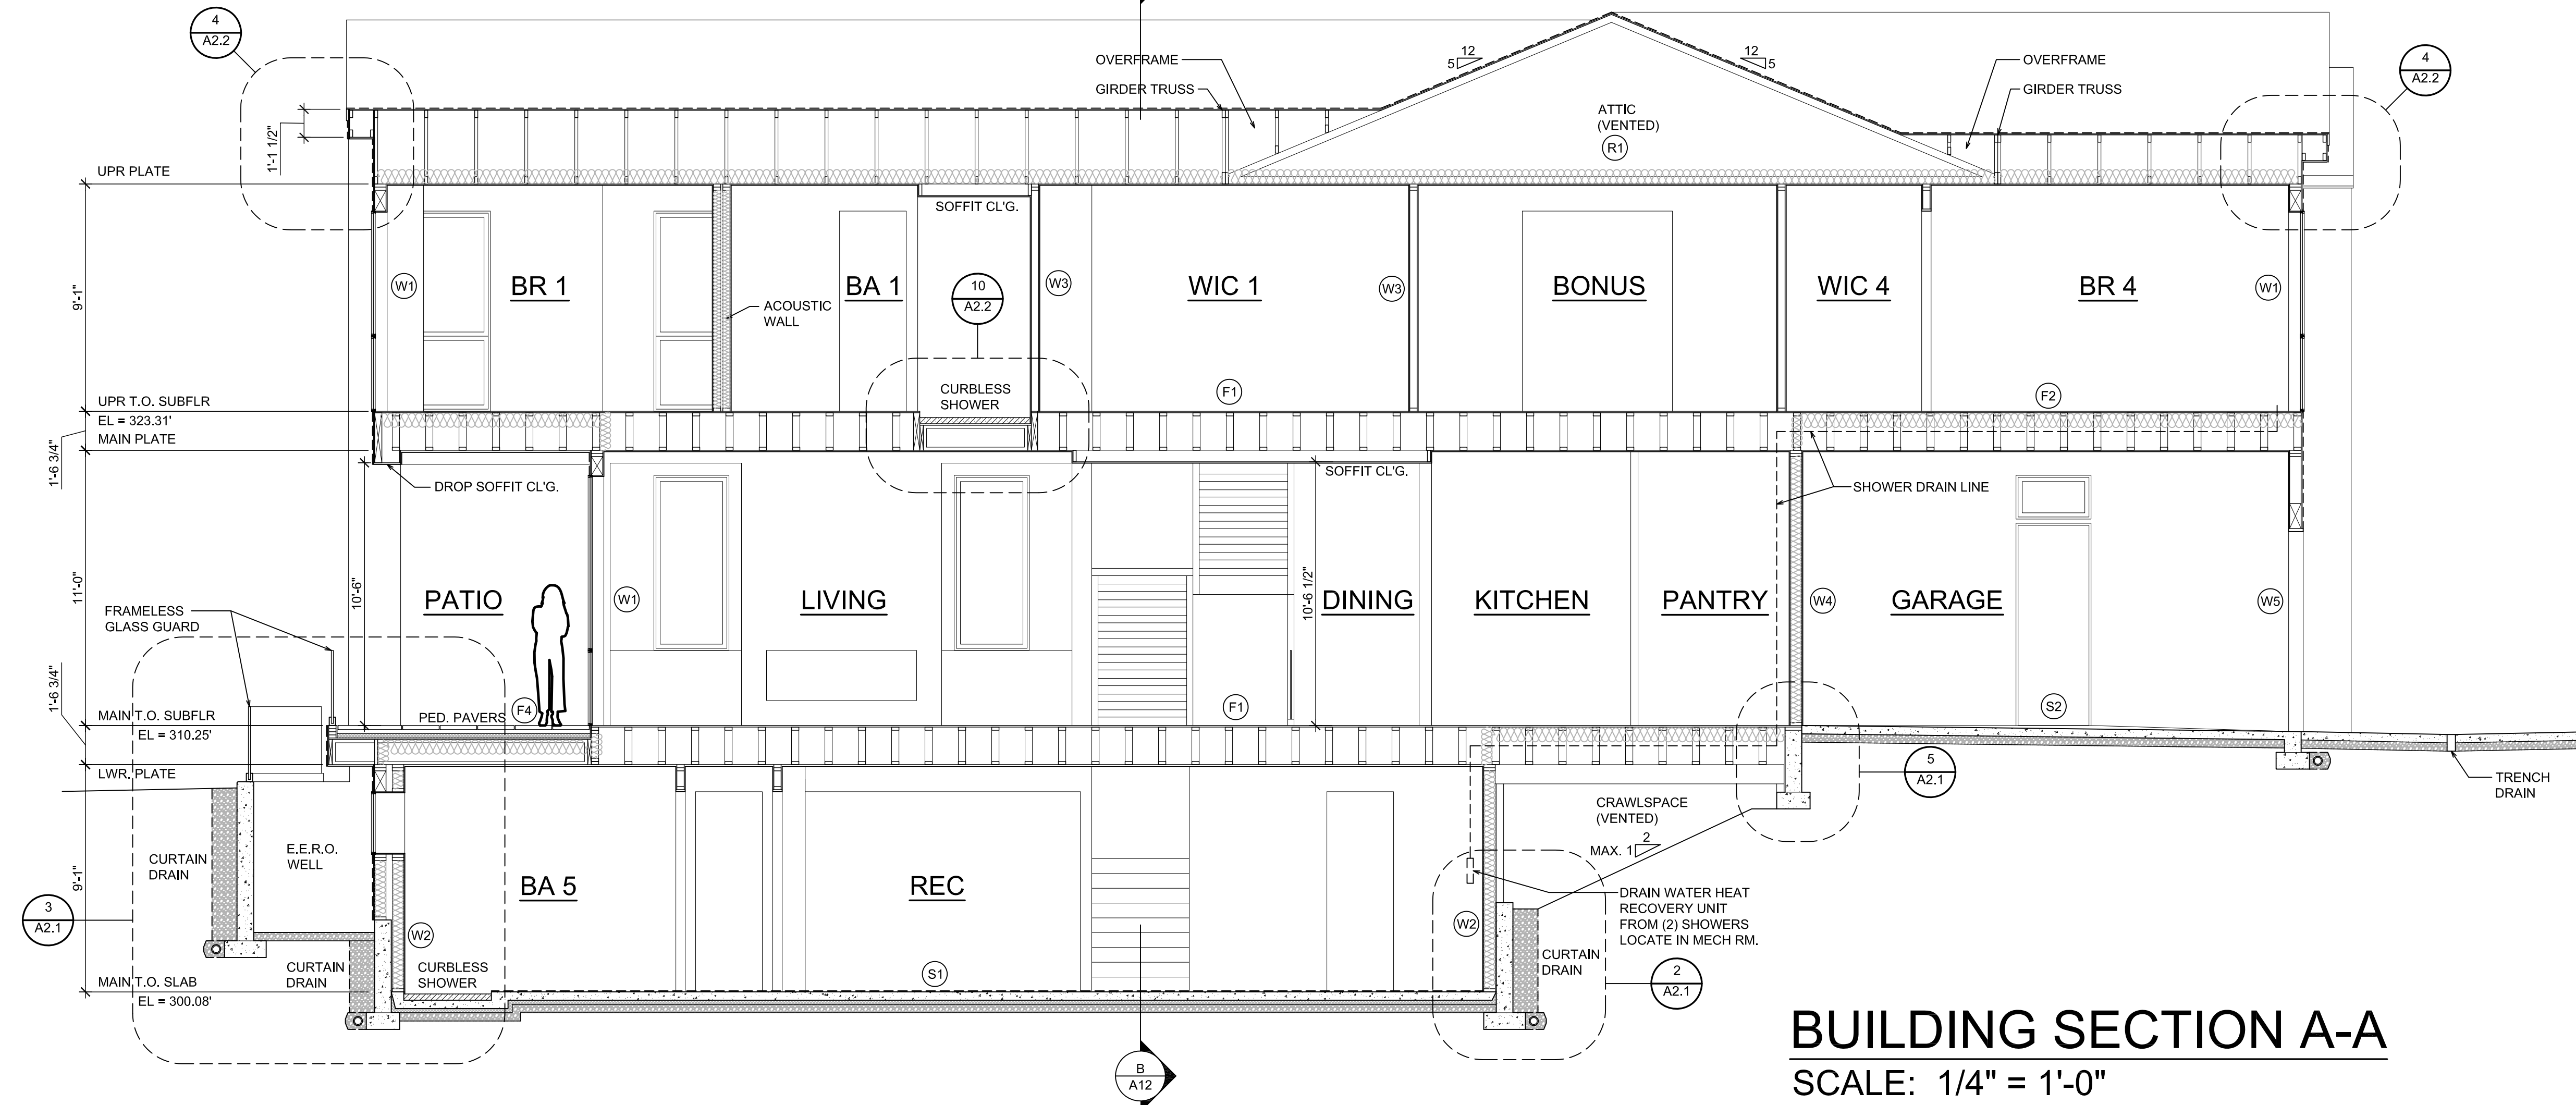 4
A2.2
OVERFRAME
GIRDER TRUSS
12
5
12
5
OVERFRAME
GIRDER TRUSS
4
A2.2
ATTIC
(VENTED)
R1
1'-1 1/2"
UPR PLATE
SOFFIT CL'G.
9'-1"
W1
BR 1
ACOUSTIC
WALL
BA 1
10
A2.2
W3
WIC 1
W3
BONUS
WIC 4
BR 4
W1
CURBLESS
SHOWER
F1
F2
UPR T.O. SUBFLR
EL = 323.31'
MAIN PLATE
1'-6 3/4"
DROP SOFFIT CL'G.
SOFFIT CL'G.
SHOWER DRAIN LINE
11'-0"
10'-6"
FRAMELESS
GLASS GUARD
PATIO
W1
LIVING
10'-6 1/2"
DINING
KITCHEN
PANTRY
W4
GARAGE
W5
1'-6 3/4"
MAIN T.O. SUBFLR
EL = 310.25'
PED. PAVERS
F4
F1
S2
LWR. PLATE
5
A2.1
TRENCH
DRAIN
CRAWLSPACE
(VENTED)
MAX. 1
2
CURTAIN
DRAIN
E.E.R.O.
WELL
9'-1"
BA 5
REC
DRAIN WATER HEAT
RECOVERY UNIT
FROM (2) SHOWERS
LOCATE IN MECH RM.
3
A2.1
W2
W2
CURTAIN
DRAIN
CURBLESS
SHOWER
S1
CURTAIN
DRAIN
2
A2.1
MAIN T.O. SLAB
EL = 300.08'
B
A12
BUILDING SECTION A-A
SCALE: 1/4" = 1'-0"